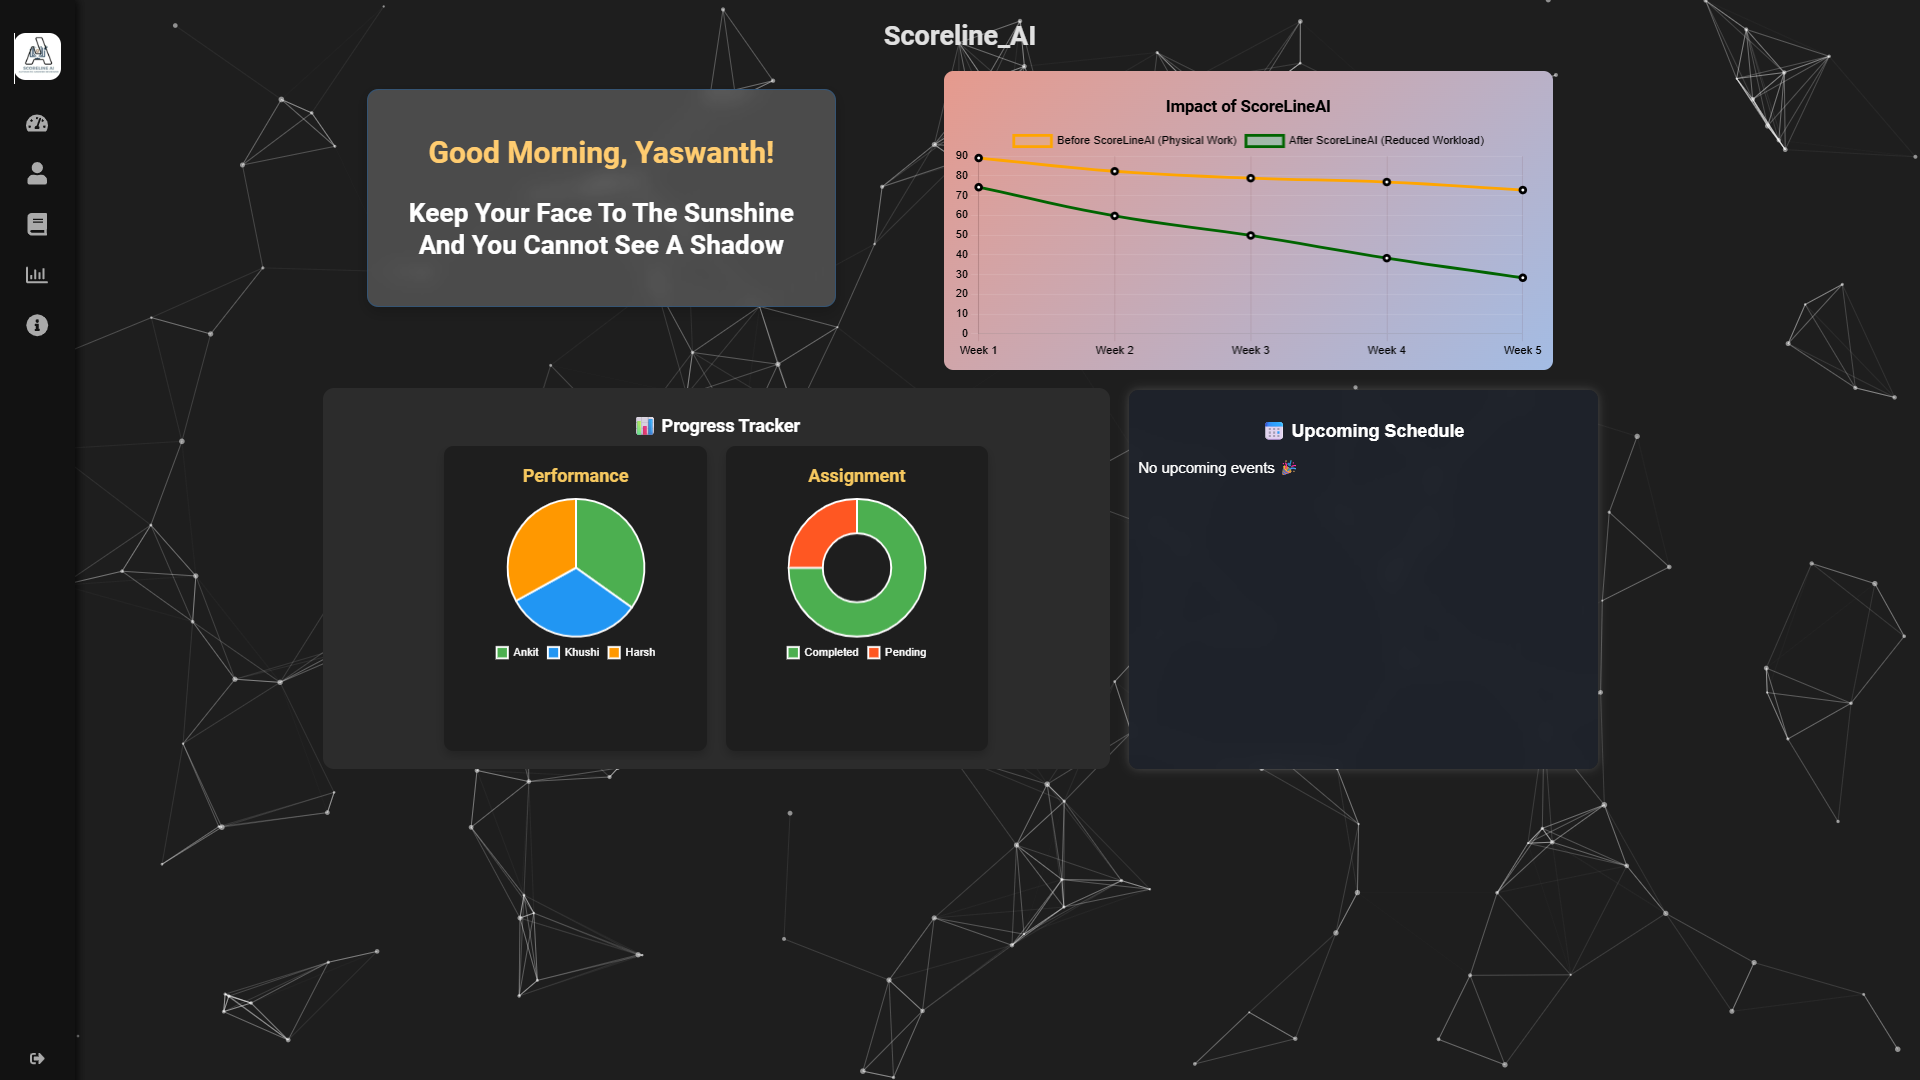 Scoreline_AI
SCORELINE AI
Good Morning, Yaswanth!
Keep Your Face To The Sunshine
And You Cannot See A Shadow
Impact of ScoreLineAI
Before ScoreLineAI (Physical Work) After ScoreLineAI (Reduced Workload)
90
80
70
60
50
40
30
20
10
0
Week 1 Week 2 Week 3 Week 4 Week 5
📊 Progress Tracker
Performance
Ankit Khushi Harsh
Assignment
Completed Pending
📅 Upcoming Schedule
No upcoming events 🎉